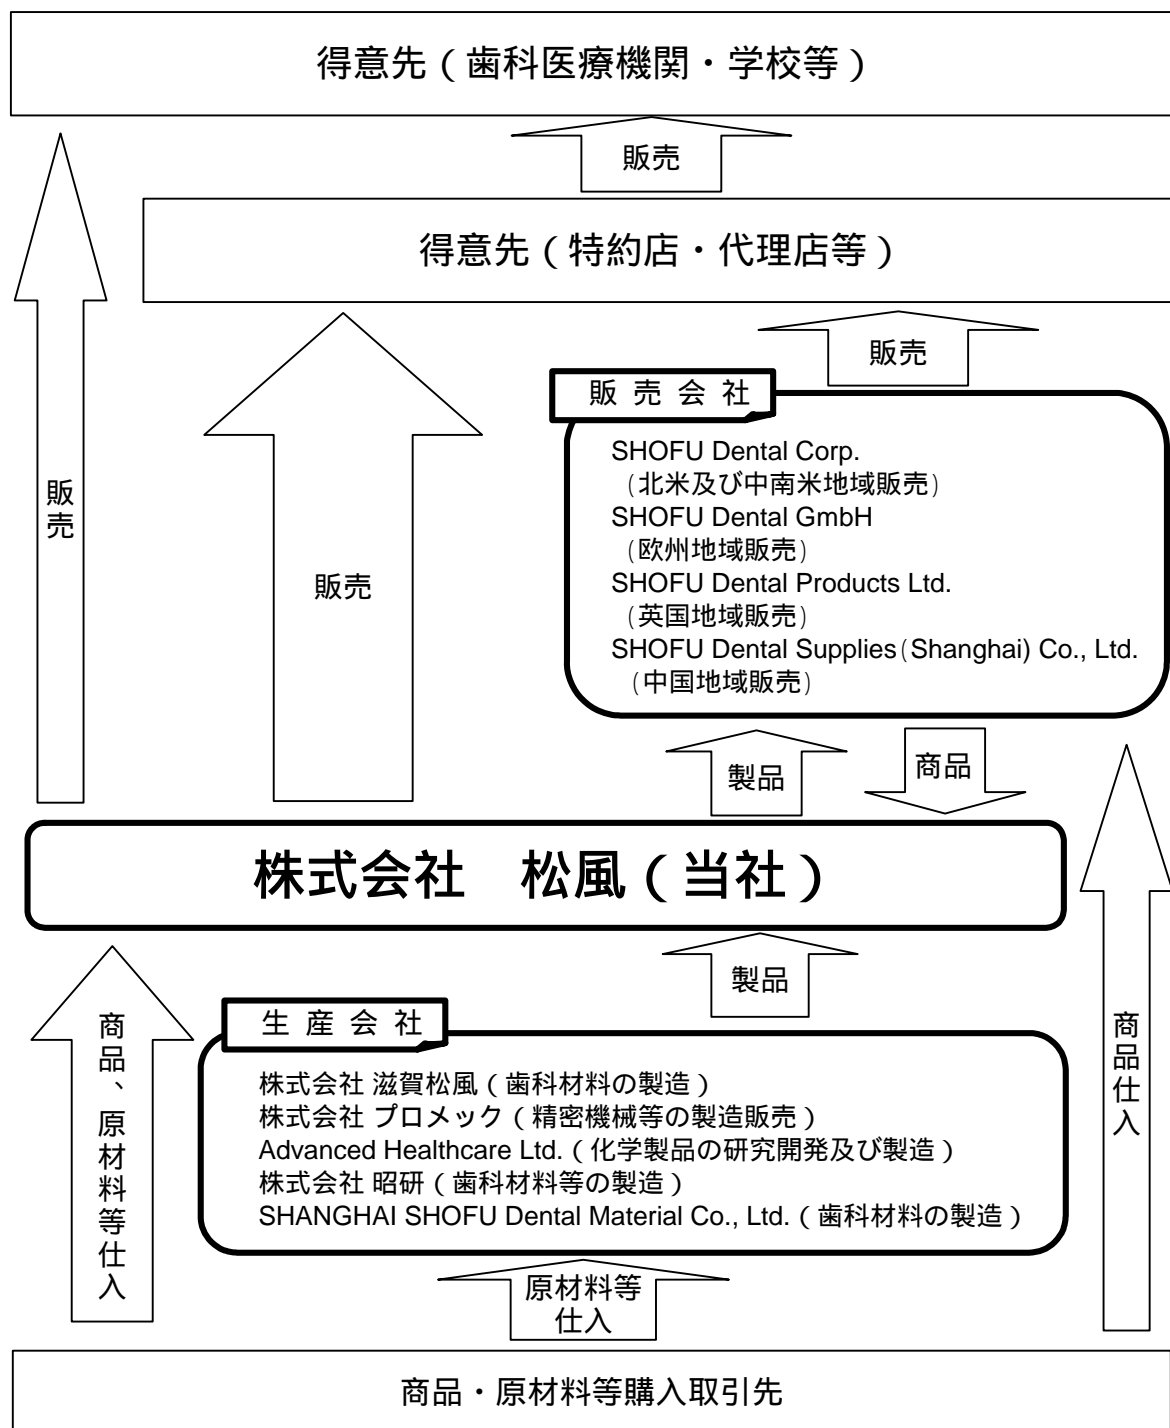 得意先（歯科医療機関・学校等）
販売
得意先（特約店・代理店等）
販売
販売会社
SHOFU Dental Corp.
（北米及び中南米地域販売）
SHOFU Dental GmbH
（欧州地域販売）
SHOFU Dental Products Ltd.
（英国地域販売）
SHOFU Dental Supplies（Shanghai) Co., Ltd.
（中国地域販売）
販売
販売
製品
商品
株式会社　松風（当社）
製品
生産会社
株式会社 滋賀松風（歯科材料の製造）
株式会社 プロメック（精密機械等の製造販売）
Advanced Healthcare Ltd.（化学製品の研究開発及び製造）
株式会社 昭研（歯科材料等の製造）
SHANGHAI SHOFU Dental Material Co., Ltd.（歯科材料の製造）
商品、原材料等仕入
商品仕入
原材料等
仕入
商品・原材料等購入取引先